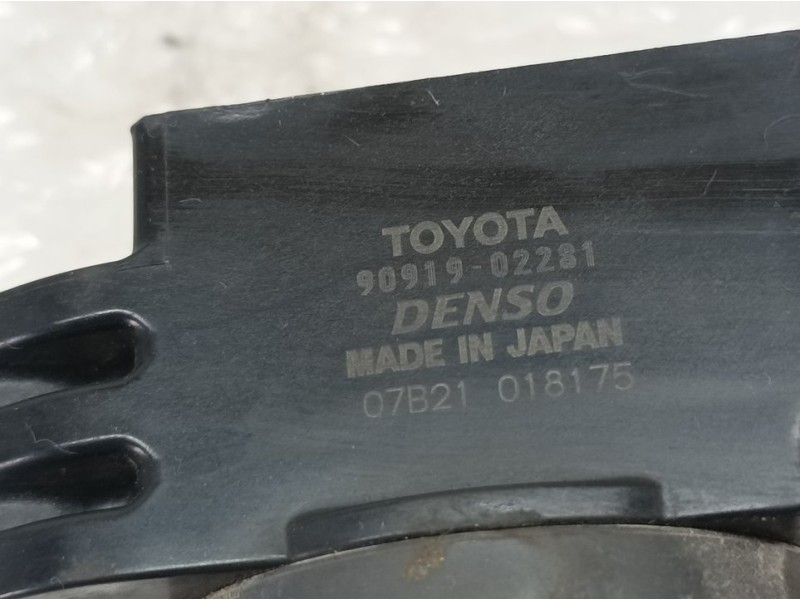 TOYOTA
90919-02281
DENSO
MADE IN JAPAN
07B21 018175